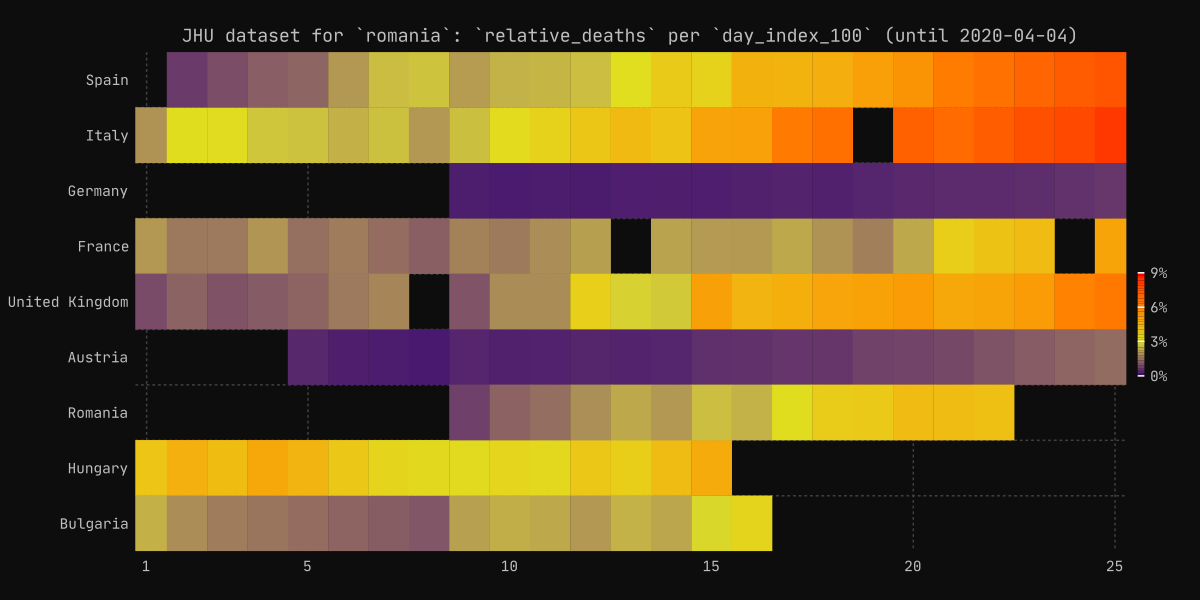 JHU dataset for `romania`: `relative_deaths` per `day_index_100` (until 2020-04-04)
Spain
Italy
Germany
France
United Kingdom
Austria
Romania
Hungary
Bulgaria
9%
6%
3%
0%
1 5 10 15 20 25